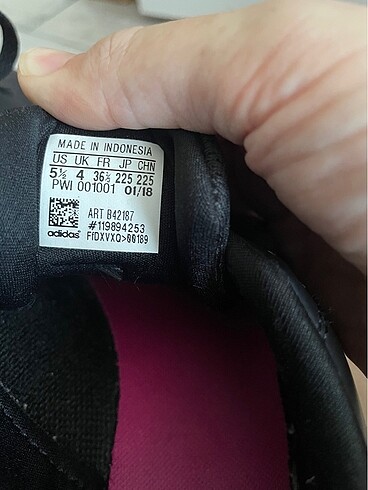 MADE IN INDONESIA
US UK FR JP CHN
5½ 4 36⅔ 225 225
PWI 001001 01/18
ART B42187
#119894253
adidas FfDXVXQ>00189